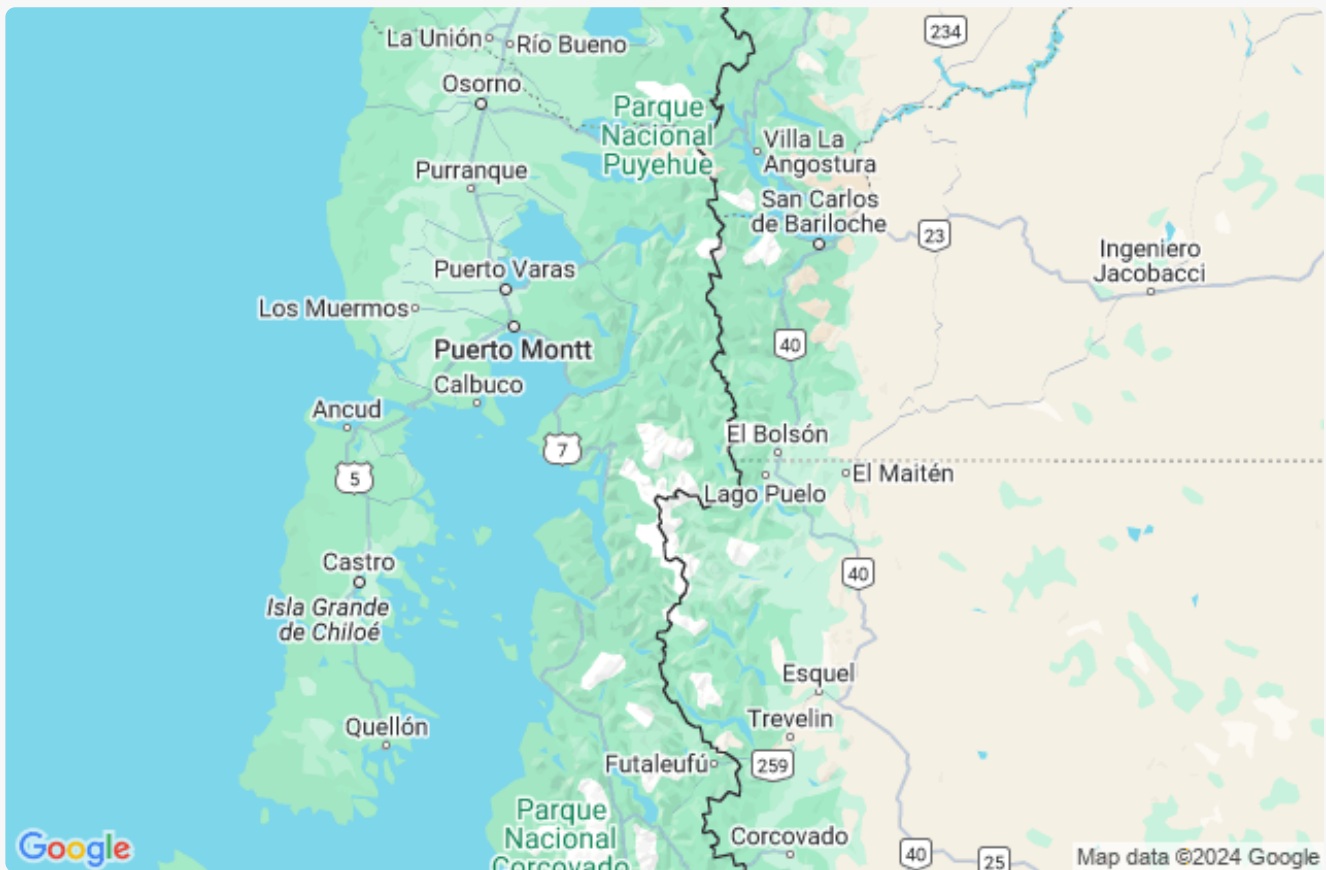 234
La Unión
Río Bueno
Osorno
Parque
Nacional
Puyehue
Villa La
Angostura
Purranque
San Carlos
de Bariloche
23
Ingeniero
Jacobacci
Puerto Varas
Los Muermos
40
Puerto Montt
Calbuco
Ancud
El Bolsón
7
5
El Maitén
Lago Puelo
Castro
40
Isla Grande
de Chiloé
Esquel
Trevelin
Quellón
Futaleufú
259
Parque
Nacional
Corcovado
Corcovado
40
25
Google
Map data ©2024 Google